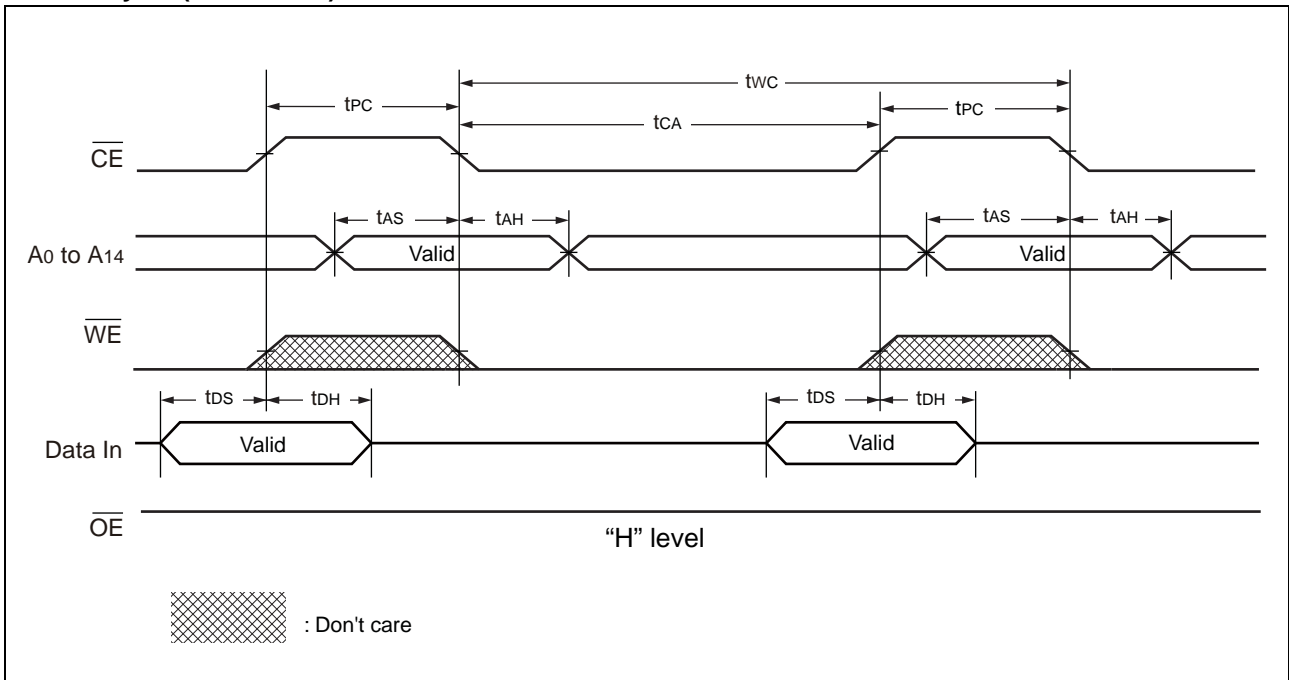 tWC
tPC tCA tPC
CE
tAS tAH tAS tAH
A0 to A14 Valid Valid
WE
tDS tDH tDS tDH
Data In Valid Valid
OE
“H” level
: Don't care